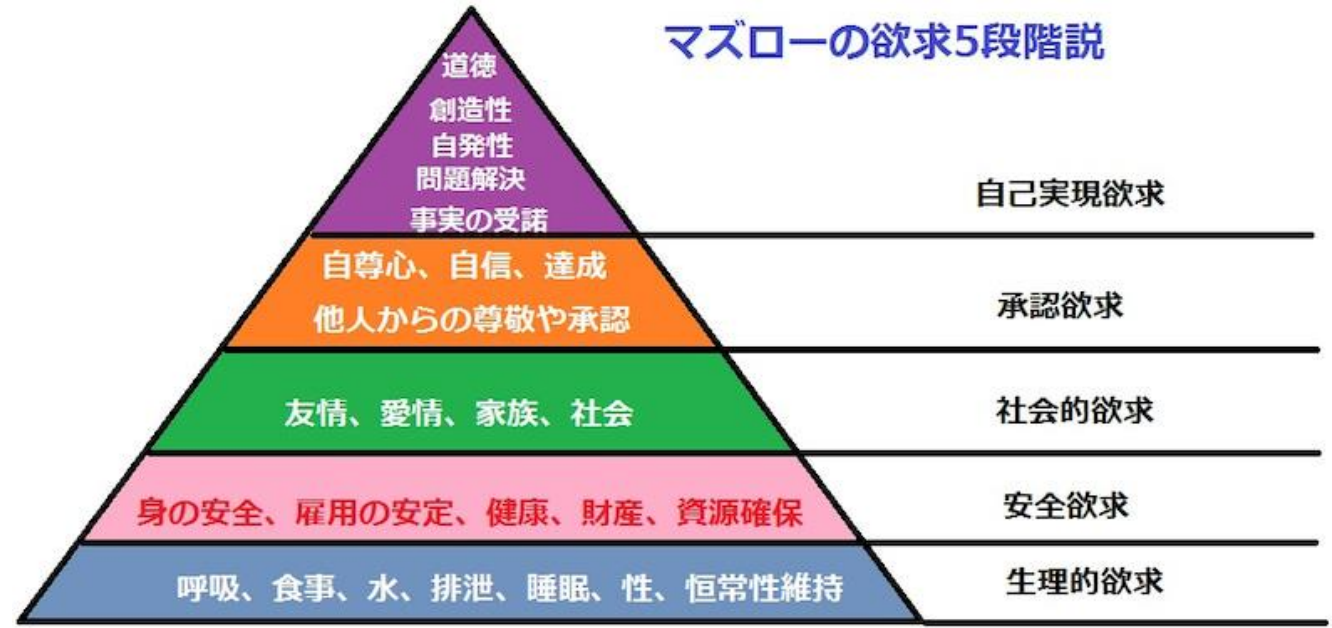 マズローの欲求5段階説
道徳
創造性
自発性
問題解決
事実の受諾
自己実現欲求
自尊心、自信、達成
他人からの尊敬や承認
承認欲求
友情、愛情、家族、社会
社会的欲求
身の安全、雇用の安定、健康、財産、資源確保
安全欲求
呼吸、食事、水、排泄、睡眠、性、恒常性維持
生理的欲求